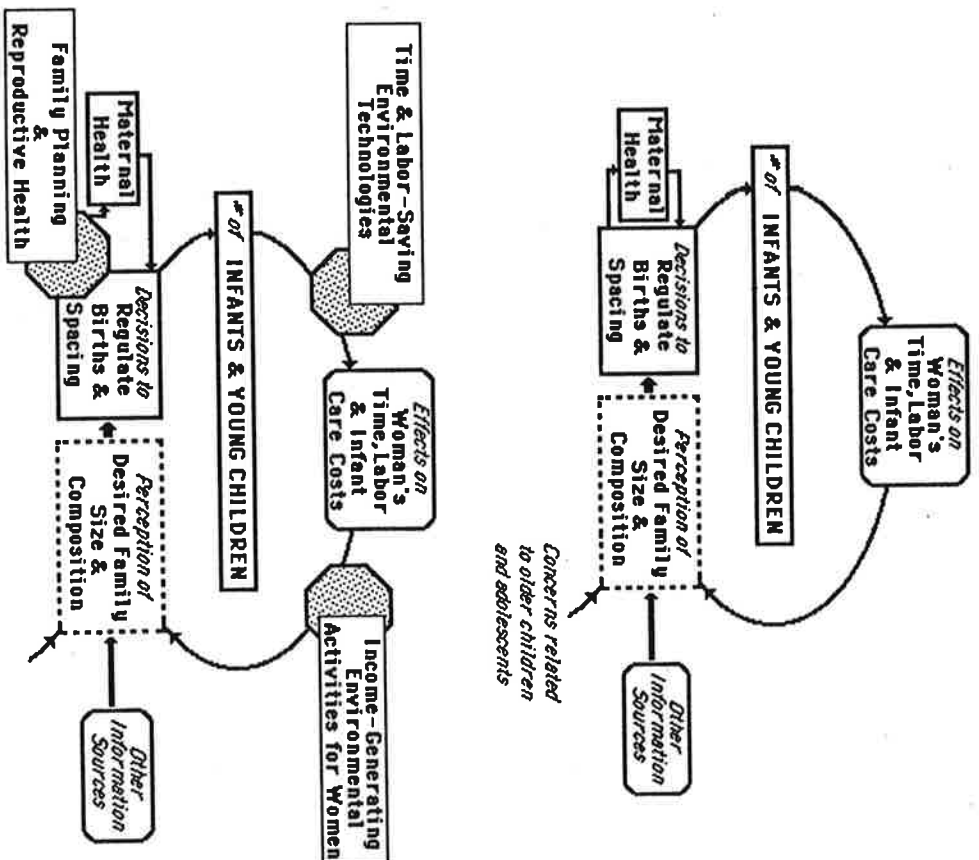 Effects on
Woman's
Time, Labor
& Infant
Care Costs
# of INFANTS & YOUNG CHILDREN
Maternal
Health
Decisions to
Regulate
Births &
Spacing
Perception of
Desired Family
Size &
Composition
Other
Information
Sources
Concerns related
to older children
and adolescents
Time & Labor-Saving
Environmental
Technologies
Effects on
Woman's
Time, Labor
& Infant
Care Costs
Income-Generating
Environmental
Activities for Women
# of INFANTS & YOUNG CHILDREN
Maternal
Health
Decisions to
Regulate
Births &
Spacing
Perception of
Desired Family
Size &
Composition
Other
Information
Sources
Family Planning
&
Reproductive Health